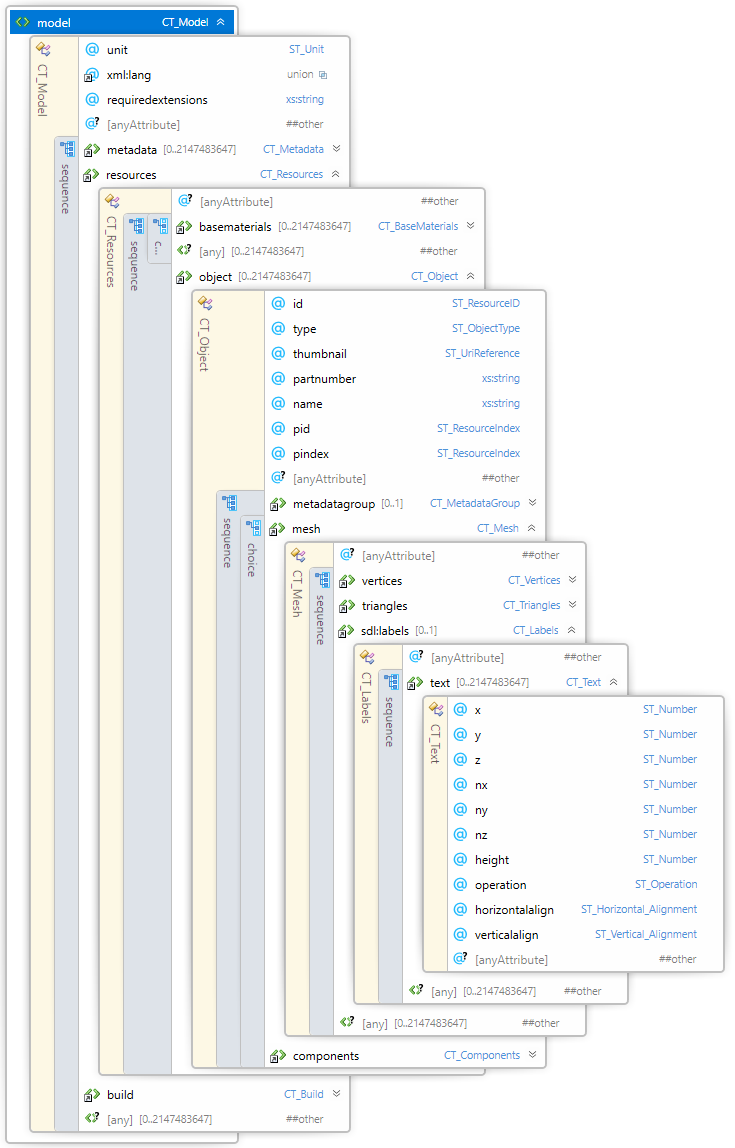 model CT_Model
CT_Model
unit ST_Unit
xml:lang union
requiredextensions xs:string
[anyAttribute] ##other
sequence
metadata [0..2147483647] CT_Metadata
resources CT_Resources
CT_Resources
[anyAttribute] ##other
sequence
c...
basematerials [0..2147483647] CT_BaseMaterials
[any] [0..2147483647] ##other
object [0..2147483647] CT_Object
CT_Object
id ST_ResourceID
type ST_ObjectType
thumbnail ST_UriReference
partnumber xs:string
name xs:string
pid ST_ResourceIndex
pindex ST_ResourceIndex
[anyAttribute] ##other
sequence
choice
metadatagroup [0..1] CT_MetadataGroup
mesh CT_Mesh
CT_Mesh
[anyAttribute] ##other
sequence
vertices CT_Vertices
triangles CT_Triangles
sdl:labels [0..1] CT_Labels
CT_Labels
[anyAttribute] ##other
sequence
text [0..2147483647] CT_Text
CT_Text
x ST_Number
y ST_Number
z ST_Number
nx ST_Number
ny ST_Number
nz ST_Number
height ST_Number
operation ST_Operation
horizontalalign ST_Horizontal_Alignment
verticalalign ST_Vertical_Alignment
[anyAttribute] ##other
[any] [0..2147483647] ##other
[any] [0..2147483647] ##other
components CT_Components
build CT_Build
[any] [0..2147483647] ##other